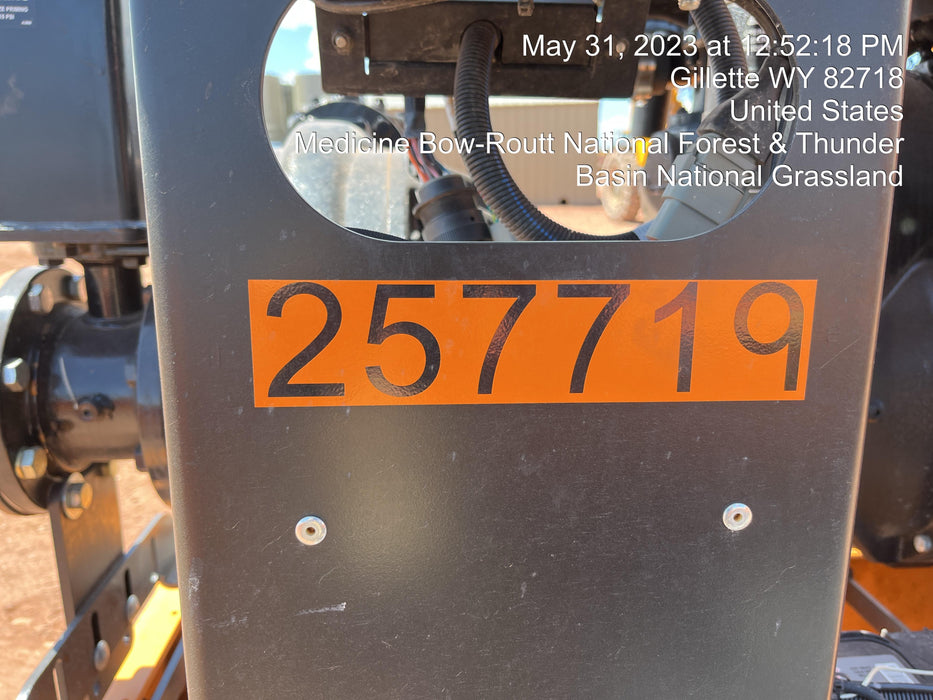 May 31, 2023 at 12:52:18 PM
Gillette WY 82718
United States
Medicine Bow-Routt National Forest & Thunder
Basin National Grassland
257719